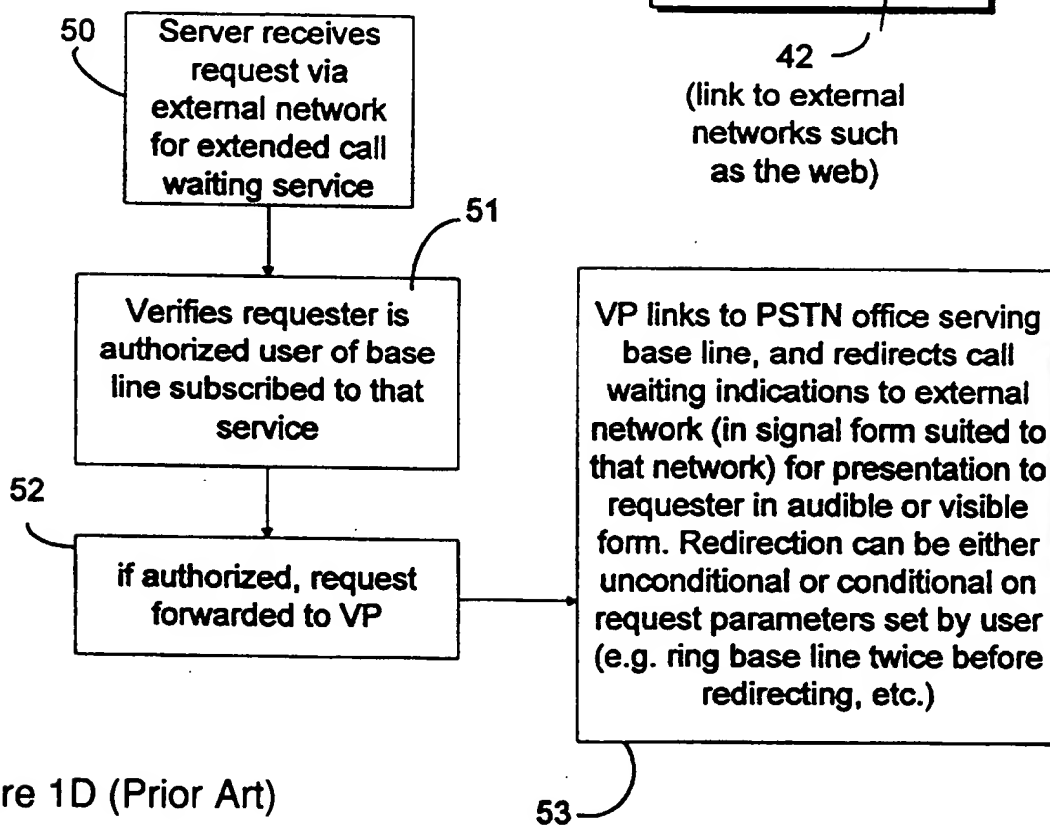 50
Server receives
request via
external network
for extended call
waiting service
42
(link to external
networks such
as the web)
51
Verifies requester is
authorized user of base
line subscribed to that
service
52
if authorized, request
forwarded to VP
VP links to PSTN office serving
base line, and redirects call
waiting indications to external
network (in signal form suited to
that network) for presentation to
requester in audible or visible
form. Redirection can be either
unconditional or conditional on
request parameters set by user
(e.g. ring base line twice before
redirecting, etc.)
53
re 1D (Prior Art)